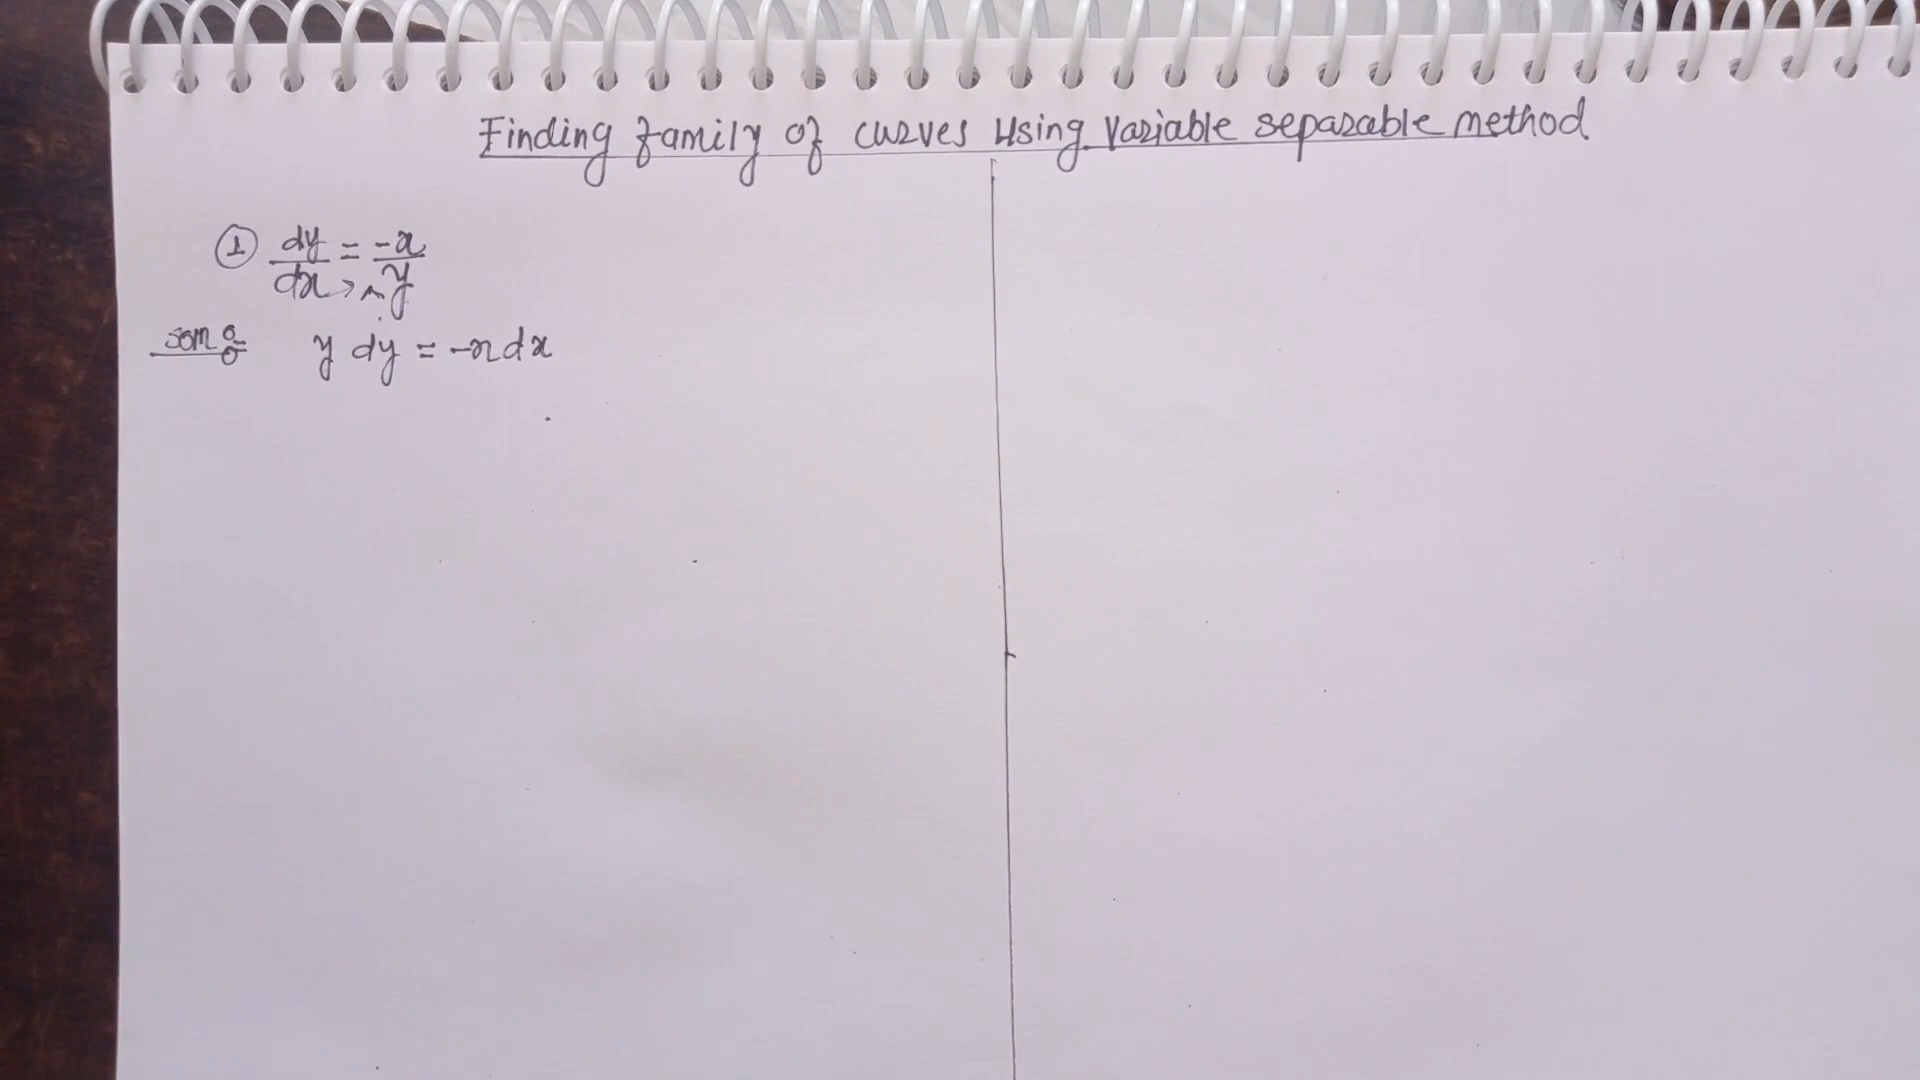 Finding family of curves using variable separable method
① dy/dx = -x/y
Soln: y dy = -x dx